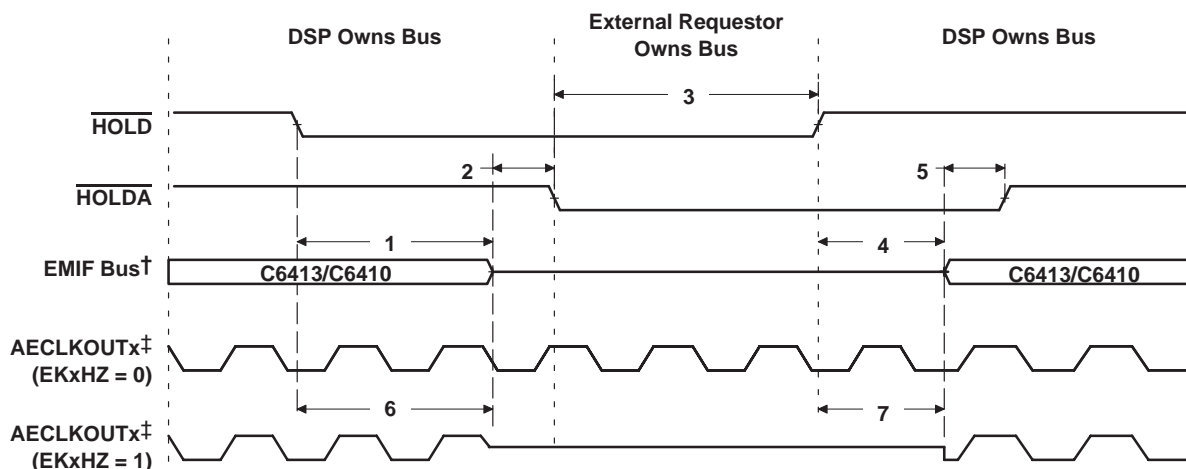 DSP Owns Bus
External Requestor
Owns Bus
DSP Owns Bus
3
HOLD
2
5
HOLDA
1
4
EMIF Bus†
C6413/C6410
C6413/C6410
AECLKOUTx‡
(EKxHZ = 0)
6
7
AECLKOUTx‡
(EKxHZ = 1)